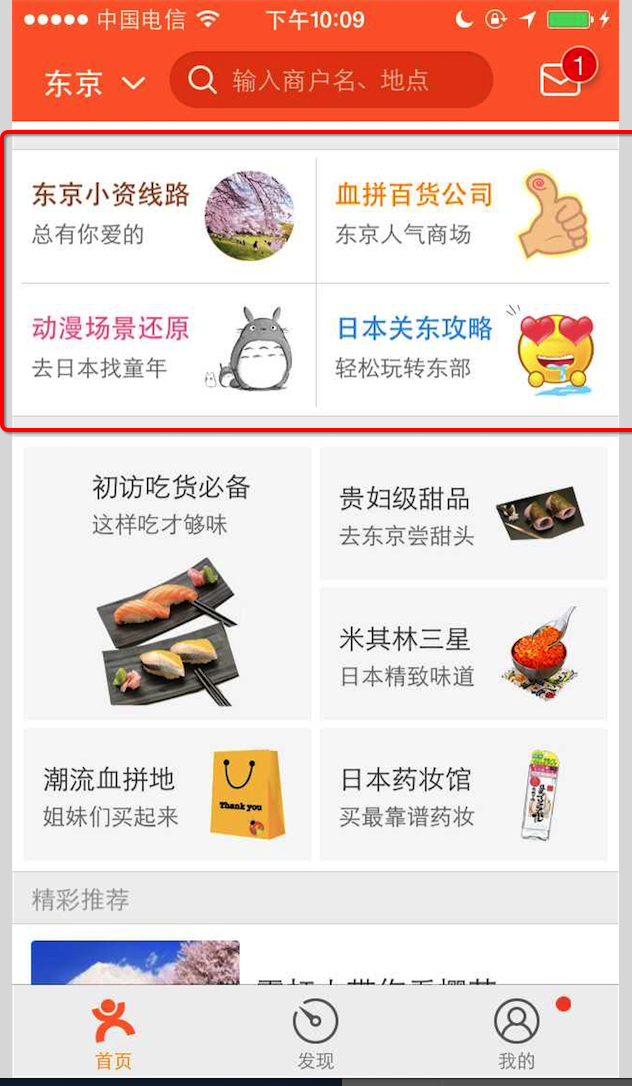 中国电信 下午10:09
东京 输入商户名、地点 1
东京小资线路
总有你爱的
血拼百货公司
东京人气商场
动漫场景还原
去日本找童年
日本关东攻略
轻松玩转东部
初访吃货必备
这样吃才够味
贵妇级甜品
去东京尝甜头
米其林三星
日本精致味道
潮流血拼地
姐妹们买起来
Thank you
日本药妆馆
买最靠谱药妆
精彩推荐
首页 发现 我的